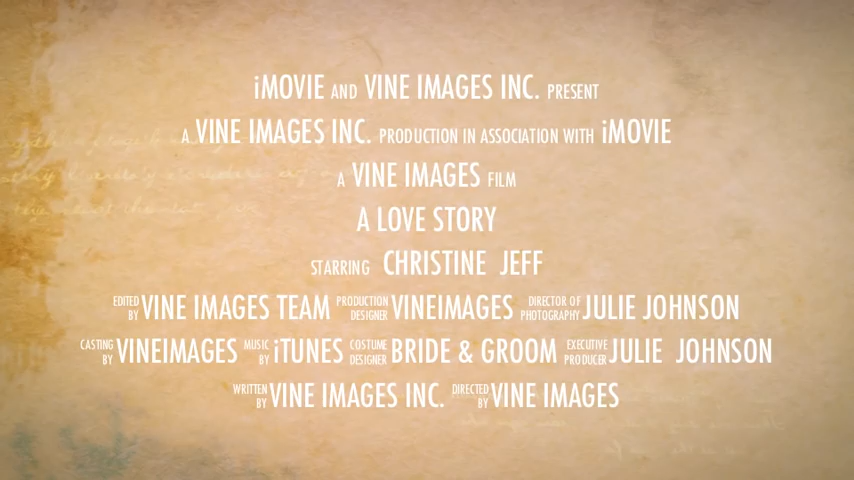 iMOVIE AND VINE IMAGES INC. PRESENT
A VINE IMAGES INC. PRODUCTION IN ASSOCIATION WITH iMOVIE
A VINE IMAGES FILM
A LOVE STORY
STARRING CHRISTINE JEFF
EDITED BY VINE IMAGES TEAM PRODUCTION DESIGNER VINEIMAGES DIRECTOR OF PHOTOGRAPHY JULIE JOHNSON
CASTING BY VINEIMAGES MUSIC BY iTUNES COSTUME DESIGNER BRIDE & GROOM EXECUTIVE PRODUCER JULIE JOHNSON
WRITTEN BY VINE IMAGES INC. DIRECTED BY VINE IMAGES